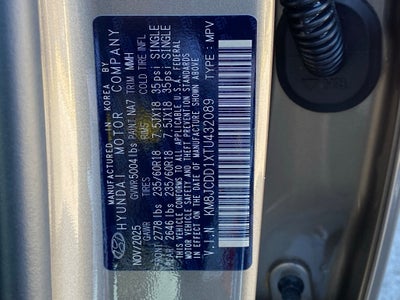 MANUFACTURED IN KOREA BY
HYUNDAI MOTOR COMPANY
NOV/2025 GVWR 5004 lbs PAINT NA7 TRIM MMH
GAWR TIRES RIMS COLD TIRE INFL
FRONT 2778 lbs 235/60R18 7.5JX18 35psi SINGLE
REAR 2646 lbs 235/60R18 7.5JX18 35psi SINGLE
THIS VEHICLE CONFORMS TO ALL APPLICABLE U.S. FEDERAL
MOTOR VEHICLE SAFETY, BUMPER, AND THEFT PREVENTION STANDARDS
IN EFFECT ON THE DATE OF MANUFACTURE SHOWN ABOVE.
V.I.N : KM8JCDD1XTU432089 TYPE : MPV